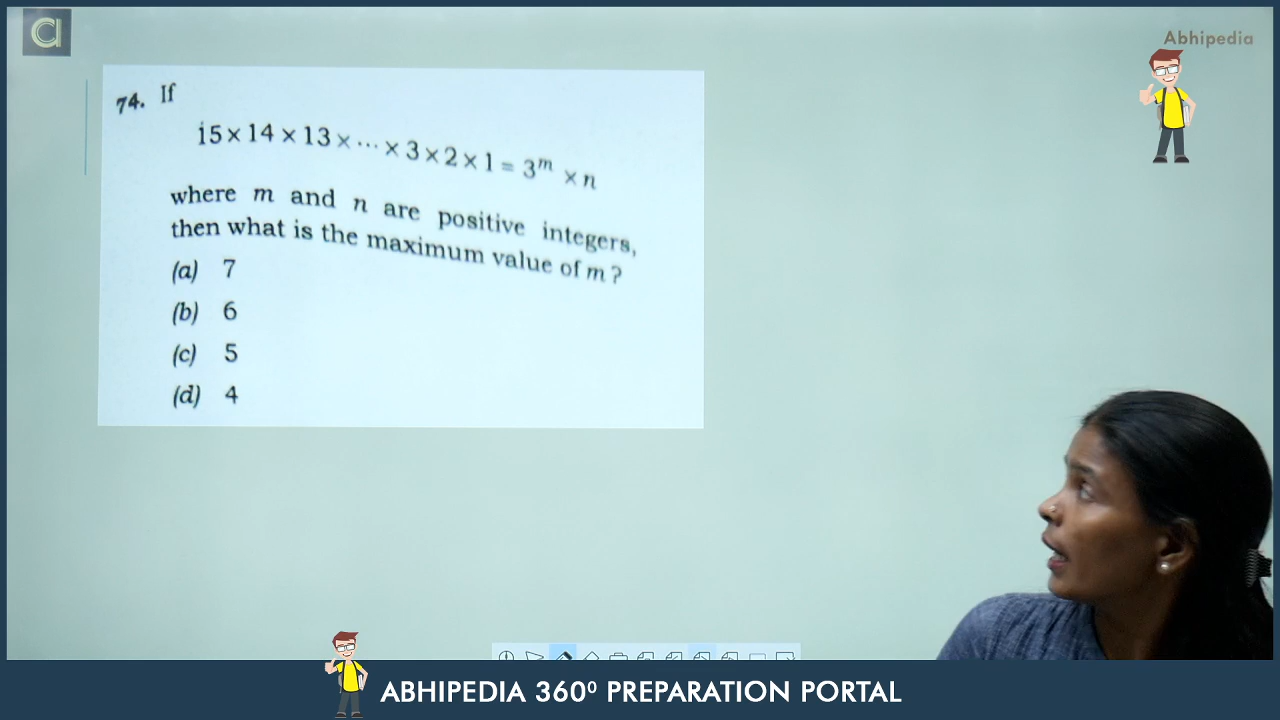 a
Abhipedia
74. If
15 × 14 × 13 × ··· × 3 × 2 × 1 = 3ᵐ × n
where m and n are positive integers,
then what is the maximum value of m ?
(a) 7
(b) 6
(c) 5
(d) 4
ABHIPEDIA 360⁰ PREPARATION PORTAL